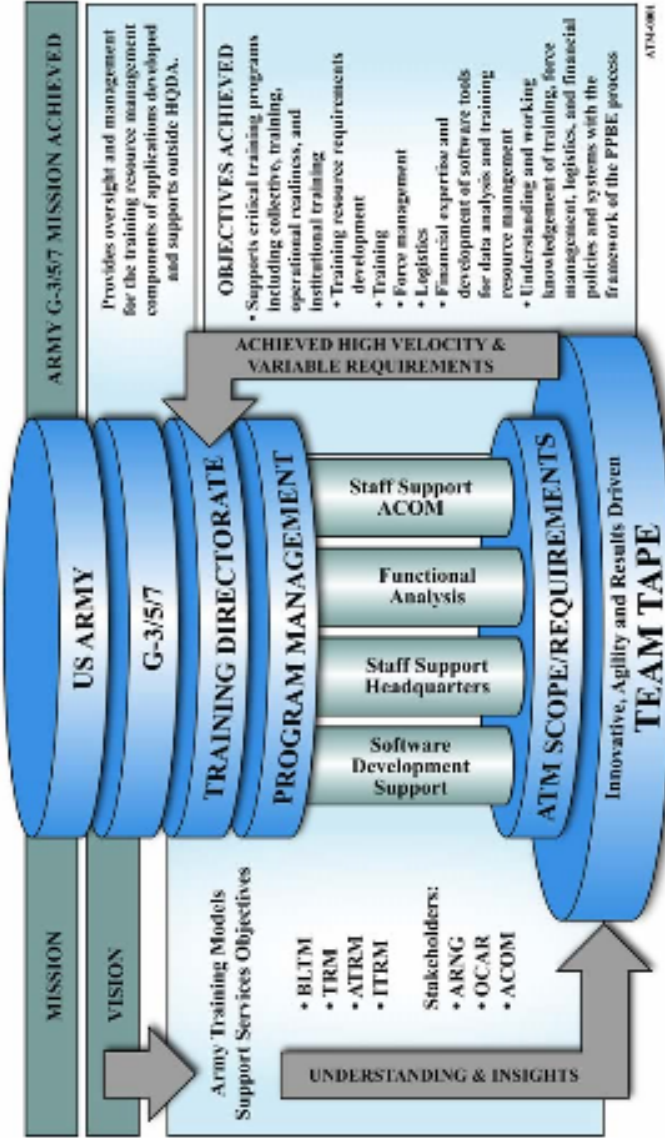 MISSION
VISION
Army Training Models
Support Services Objectives
• BLTM
• TRM
• ATRM
• ITRM
Stakeholders:
• ARNG
• OCAR
• ACOM
UNDERSTANDING & INSIGHTS
US ARMY
G-3/5/7
TRAINING DIRECTORATE
PROGRAM MANAGEMENT
Software
Development
Support
Staff Support
Headquarters
Functional
Analysis
Staff Support
ACOM
ATM SCOPE/REQUIREMENTS
Innovative, Agility and Results Driven
TEAM TAPE
ARMY G-3/5/7 MISSION ACHIEVED
Provides oversight and management
for the training resource management
components of applications developed
and supports outside HQDA.
ACHIEVED HIGH VELOCITY &
VARIABLE REQUIREMENTS
OBJECTIVES ACHIEVED
• Supports critical training programs
including collective, training,
operational readiness, and
institutional training
• Training resource requirements
development
• Training
• Force management
• Logistics
• Financial expertise and
development of software tools
for data analysis and training
resource management
• Understanding and working
knowledgement of training, force
management, logistics, and financial
policies and systems with the
framework of the PPBE process
ATM-0001